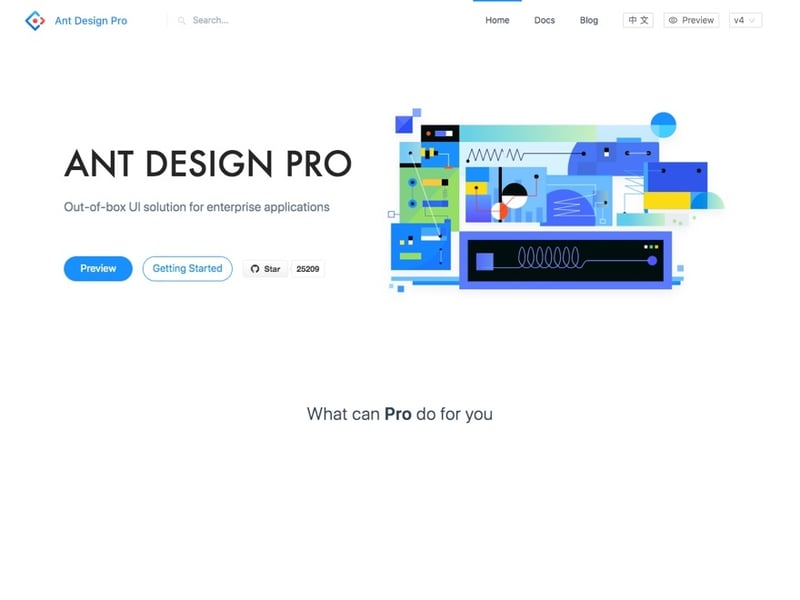 Ant Design Pro
Search...
Home
Docs
Blog
中 文
Preview
v4
ANT DESIGN PRO
Out-of-box UI solution for enterprise applications
Preview
Getting Started
Star
25209
What can Pro do for you